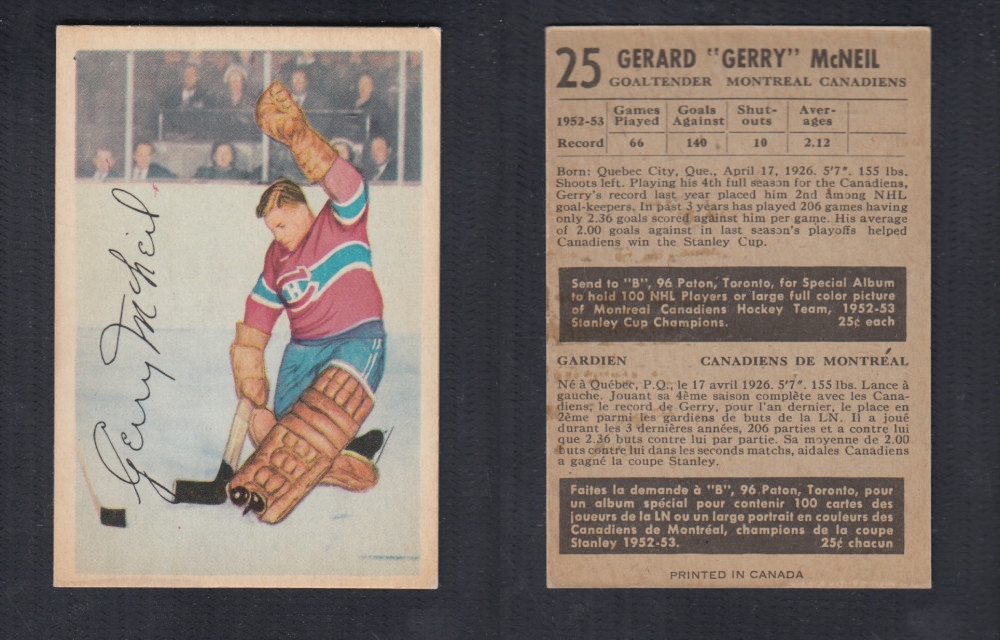 Gerry McNeil
CH
25 GERARD "GERRY" McNEIL
GOALTENDER MONTREAL CANADIENS
1952-53 Games Played Goals Against Shut-outs Aver-ages
Record 66 140 10 2.12
Born: Quebec City, Que., April 17, 1926. 5'7". 155 lbs.
Shoots left. Playing his 4th full season for the Canadiens,
Gerry's record last year placed him 2nd among NHL
goal-keepers. In past 3 years has played 206 games having
only 2.36 goals scored against him per game. His average
of 2.00 goals against in last season's playoffs helped
Canadiens win the Stanley Cup.
Send to "B", 96 Paton, Toronto, for Special Album
to hold 100 NHL Players or large full color picture
of Montreal Canadiens Hockey Team, 1952-53
Stanley Cup Champions. 25¢ each
GARDIEN CANADIENS DE MONTRÉAL
Né à Québec, P.Q., le 17 avril 1926. 5'7". 155 lbs. Lance à
gauche. Jouant sa 4ème saison complète avec les Cana-
diens, le record de Gerry, pour l'an dernier, le place en
2ème parmi les gardiens de buts de la LN. Il a joué
durant les 3 dernières années, 206 parties et a contre lui
que 2.36 buts contre lui par partie. Sa moyenne de 2.00
buts contre lui dans les seconds matchs, aidales Canadiens
a gagné la coupe Stanley.
Faites la demande à "B", 96 Paton, Toronto, pour
un album spécial pour contenir 100 cartes des
joueurs de la LN ou un large portrait en couleurs des
Canadiens de Montréal, champions de la coupe
Stanley 1952-53. 25¢ chacun
PRINTED IN CANADA